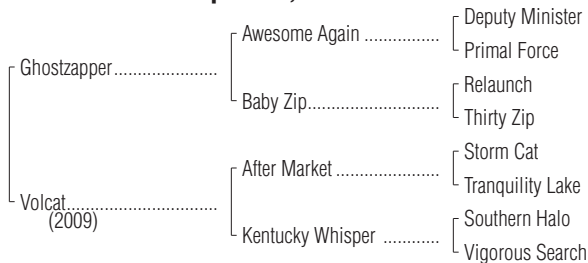 Deputy Minister
Awesome Again ................
Primal Force
Ghostzapper......................
Relaunch
Baby Zip............................
Thirty Zip
Storm Cat
After Market ......................
Tranquility Lake
Volcat................................
(2009)
Southern Halo
Kentucky Whisper ............
Vigorous Search